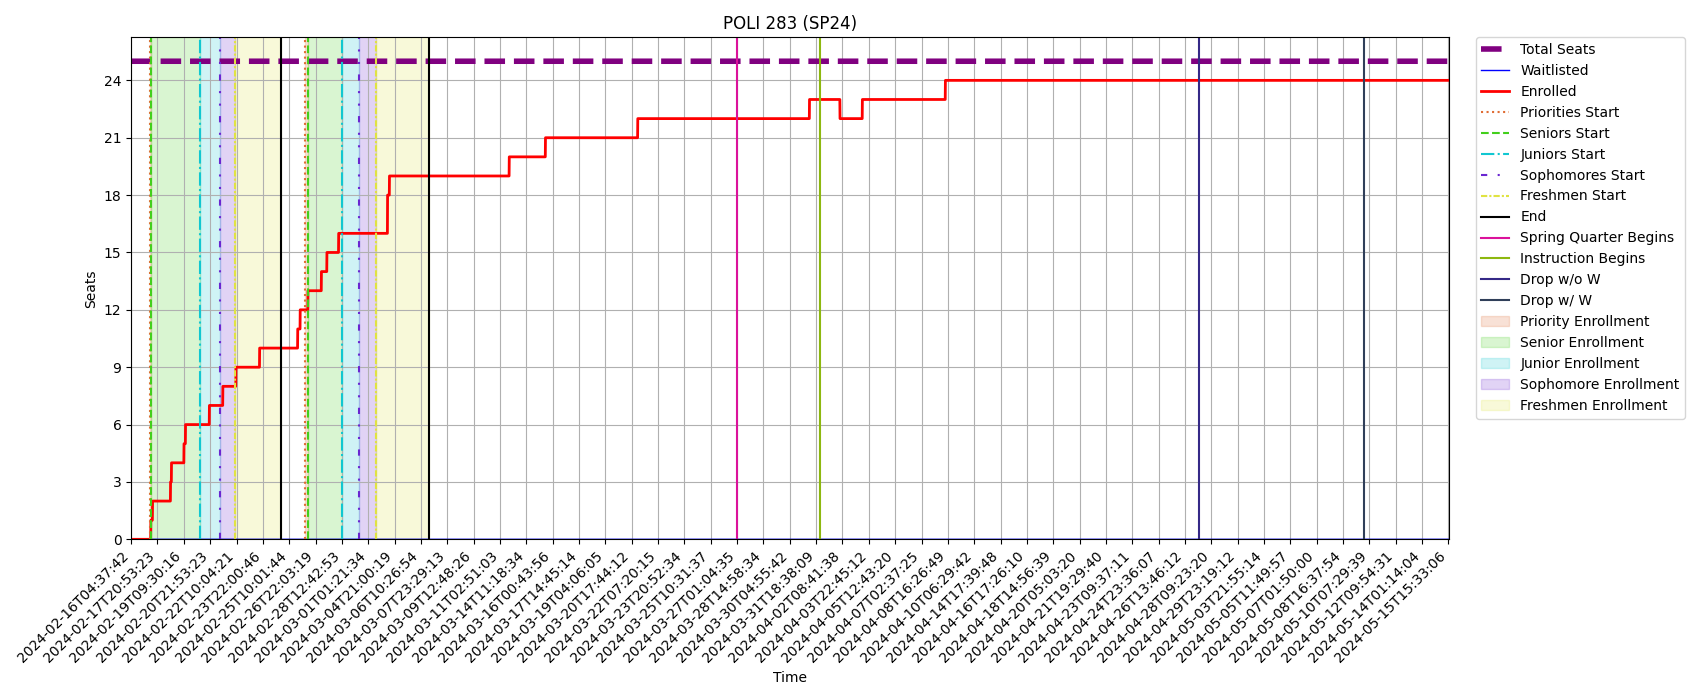 POLI 283 (SP24)
Seats
24
21
18
15
12
9
6
3
0
2024-02-16T04:37:42
2024-02-17T20:53:23
2024-02-19T09:30:16
2024-02-20T21:53:23
2024-02-22T10:04:21
2024-02-23T22:00:46
2024-02-25T10:01:44
2024-02-26T22:03:19
2024-02-28T12:42:53
2024-03-01T01:21:34
2024-03-04T21:00:19
2024-03-06T10:26:54
2024-03-07T23:29:13
2024-03-09T12:48:26
2024-03-11T02:51:03
2024-03-14T11:18:34
2024-03-16T00:43:56
2024-03-17T14:45:14
2024-03-19T04:06:05
2024-03-20T17:44:12
2024-03-22T07:20:15
2024-03-23T20:52:34
2024-03-25T10:31:37
2024-03-27T01:04:35
2024-03-28T14:58:34
2024-03-30T04:55:42
2024-03-31T18:38:09
2024-04-02T08:41:38
2024-04-03T22:45:12
2024-04-05T12:43:20
2024-04-07T02:37:25
2024-04-08T16:26:49
2024-04-10T06:29:42
2024-04-14T17:39:48
2024-04-16T17:26:10
2024-04-18T14:56:39
2024-04-20T05:03:20
2024-04-21T19:29:40
2024-04-23T09:37:11
2024-04-24T23:36:07
2024-04-26T13:46:12
2024-04-28T09:23:20
2024-04-29T23:19:12
2024-05-03T21:55:14
2024-05-05T11:49:57
2024-05-07T01:50:00
2024-05-08T16:37:54
2024-05-10T07:29:39
2024-05-12T09:54:31
2024-05-14T01:14:04
2024-05-15T15:33:06
Time
Total Seats
Waitlisted
Enrolled
Priorities Start
Seniors Start
Juniors Start
Sophomores Start
Freshmen Start
End
Spring Quarter Begins
Instruction Begins
Drop w/o W
Drop w/ W
Priority Enrollment
Senior Enrollment
Junior Enrollment
Sophomore Enrollment
Freshmen Enrollment